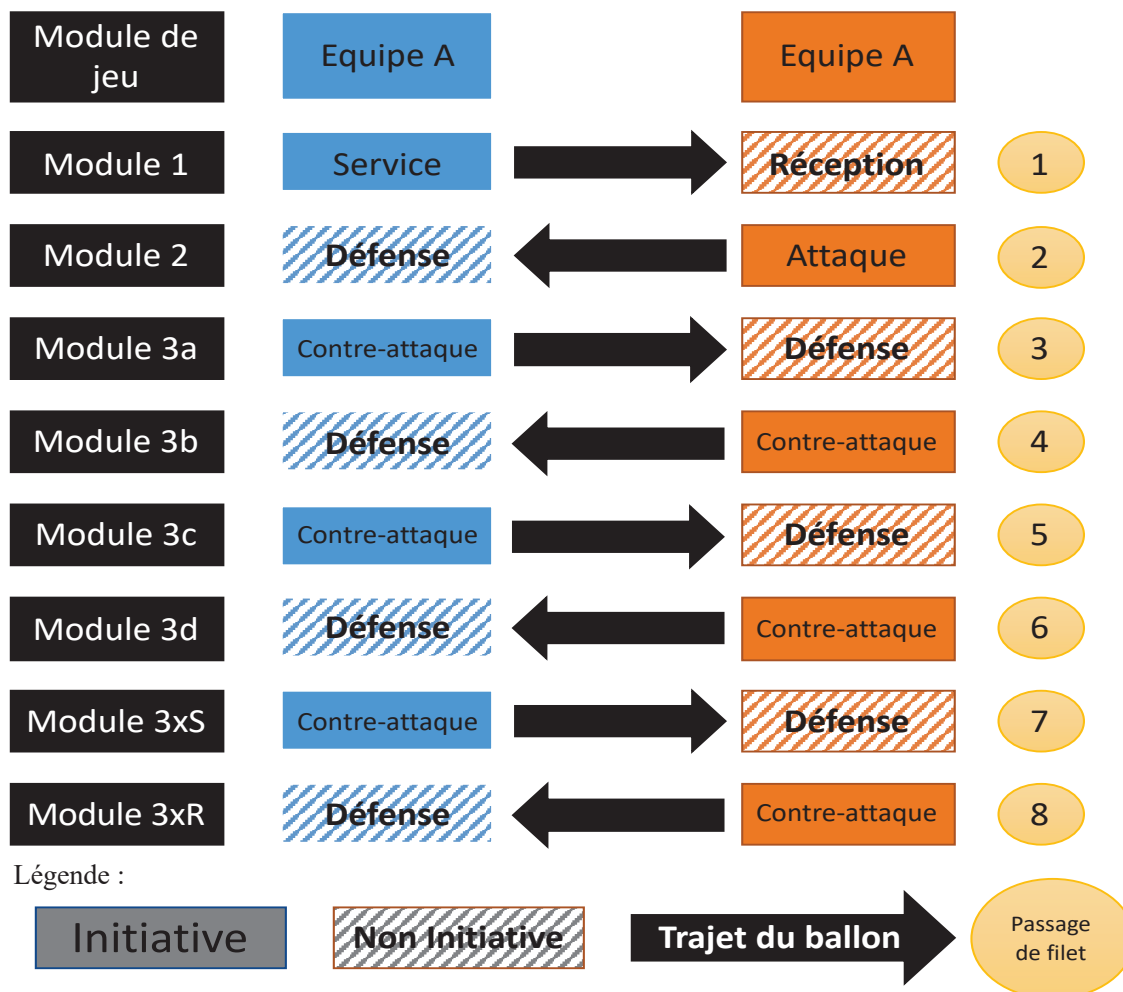 Module de
jeu
Equipe A
Equipe A
Module 1
Service
Réception
1
Module 2
Défense
Attaque
2
Module 3a
Contre-attaque
Défense
3
Module 3b
Défense
Contre-attaque
4
Module 3c
Contre-attaque
Défense
5
Module 3d
Défense
Contre-attaque
6
Module 3xS
Contre-attaque
Défense
7
Module 3xR
Défense
Contre-attaque
8
Légende :
Initiative
Non Initiative
Trajet du ballon
Passage
de filet